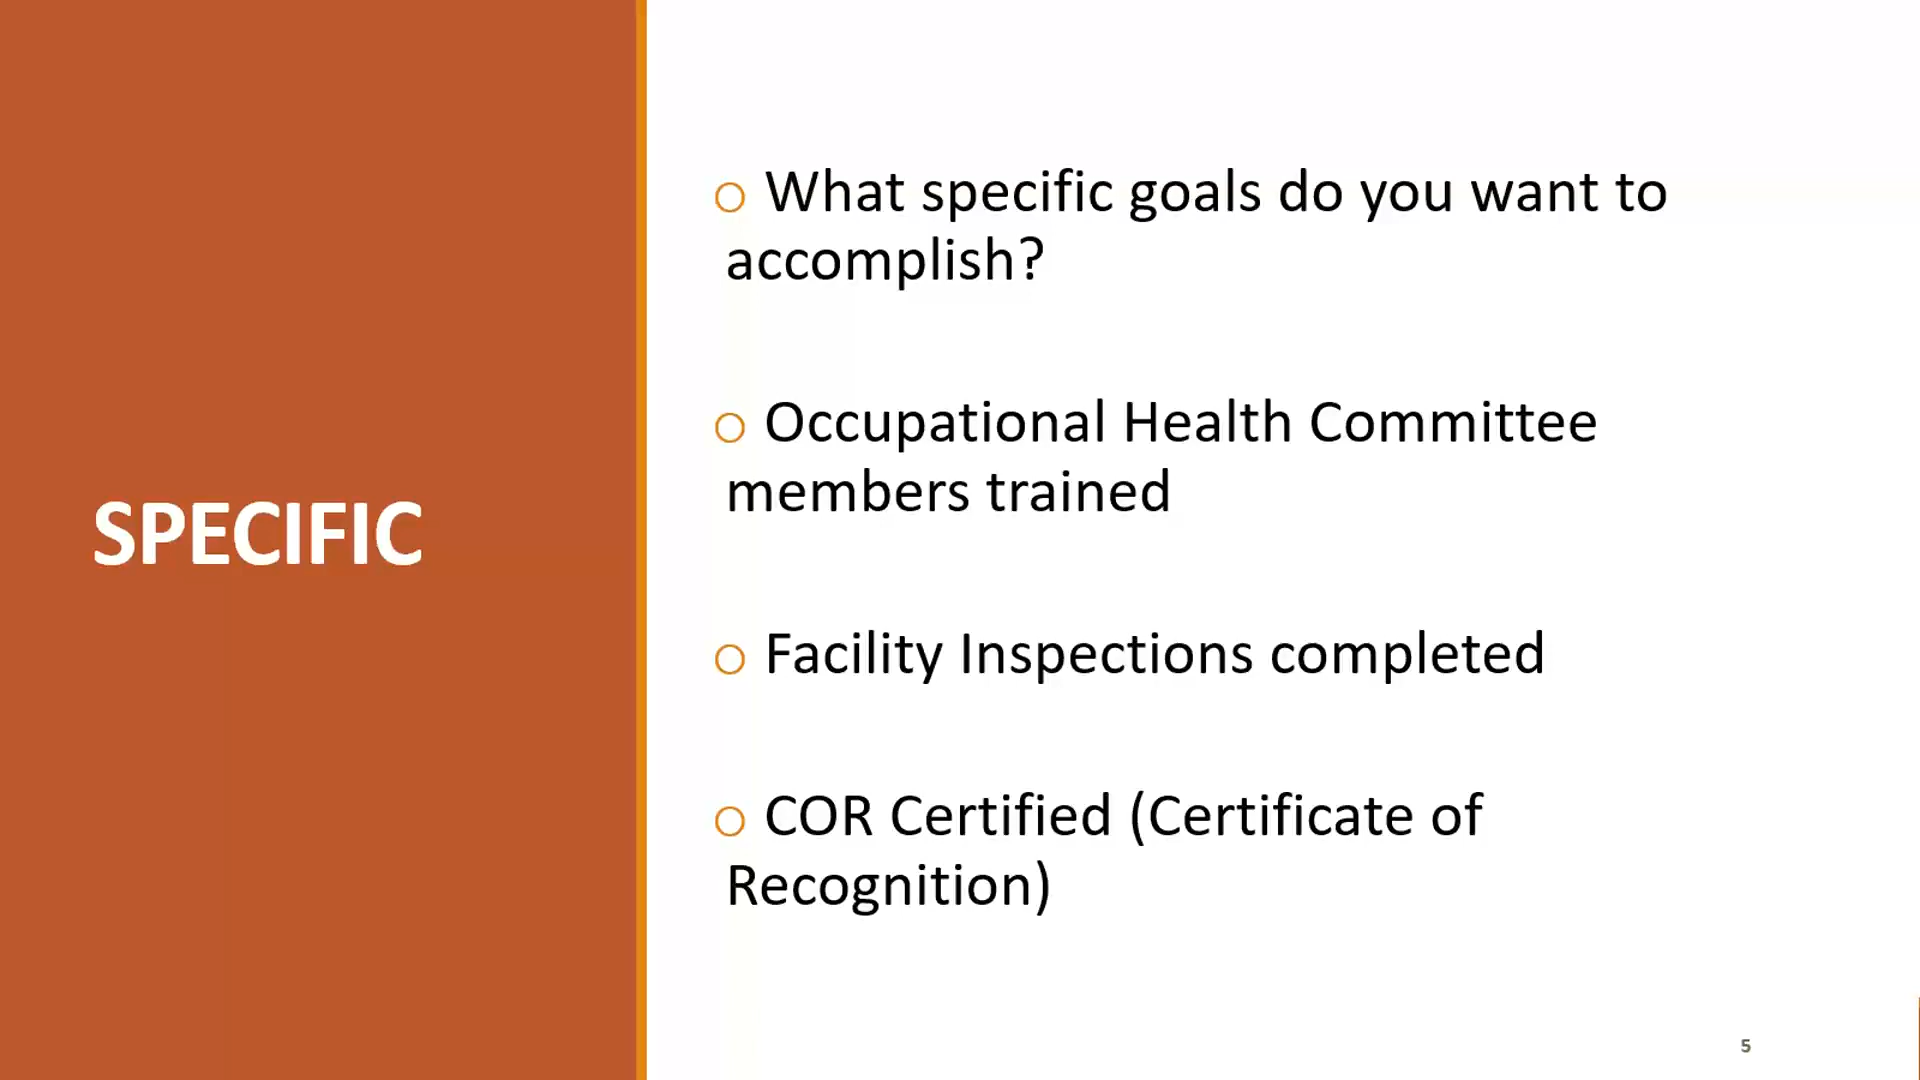 SPECIFIC
o What specific goals do you want to
accomplish?
o Occupational Health Committee
members trained
o Facility Inspections completed
o COR Certified (Certificate of
Recognition)
5